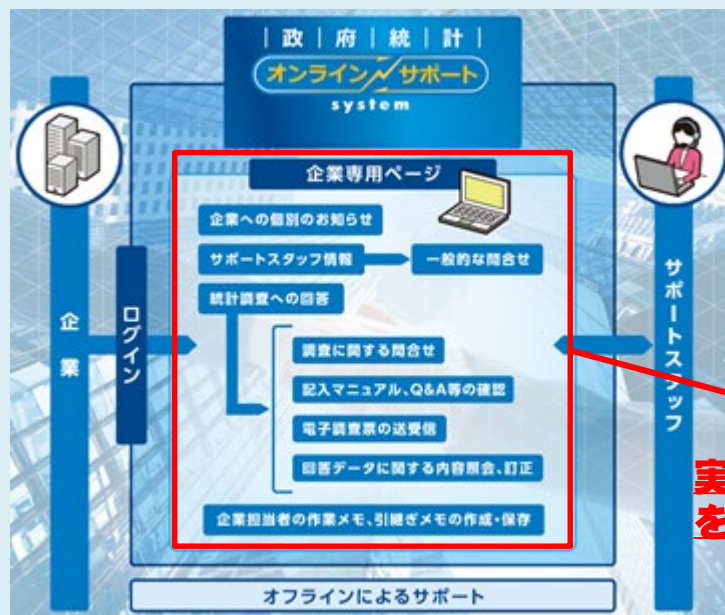 ｜政｜府｜統｜計｜
オンラインサポート
system
企業専用ページ
企業への個別のお知らせ
サポートスタッフ情報
一般的な問合せ
統計調査への回答
調査に関する問合せ
記入マニュアル、Q&A等の確認
電子調査票の送受信
回答データに関する内容照会、訂正
企業担当者の作業メモ、引継ぎメモの作成・保存
企業
ログイン
サポートスタッフ
実
を
オフラインによるサポート